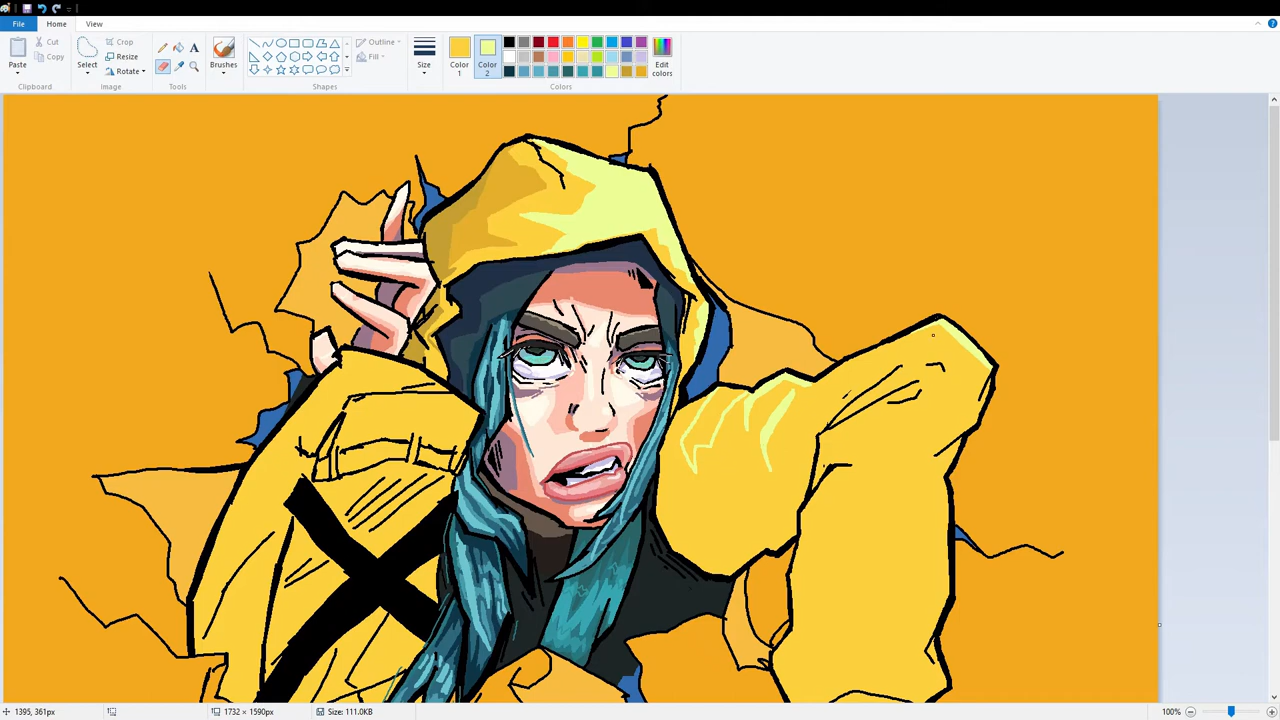 File Home View
Paste
Cut
Copy
Clipboard
Select
Crop
Resize
Rotate
Image
Tools
Brushes
Outline
Fill
Shapes
Size
Color
1
Color
2
Edit
colors
Colors
1395, 361px
1732 × 1590px
Size: 111.0KB
100%